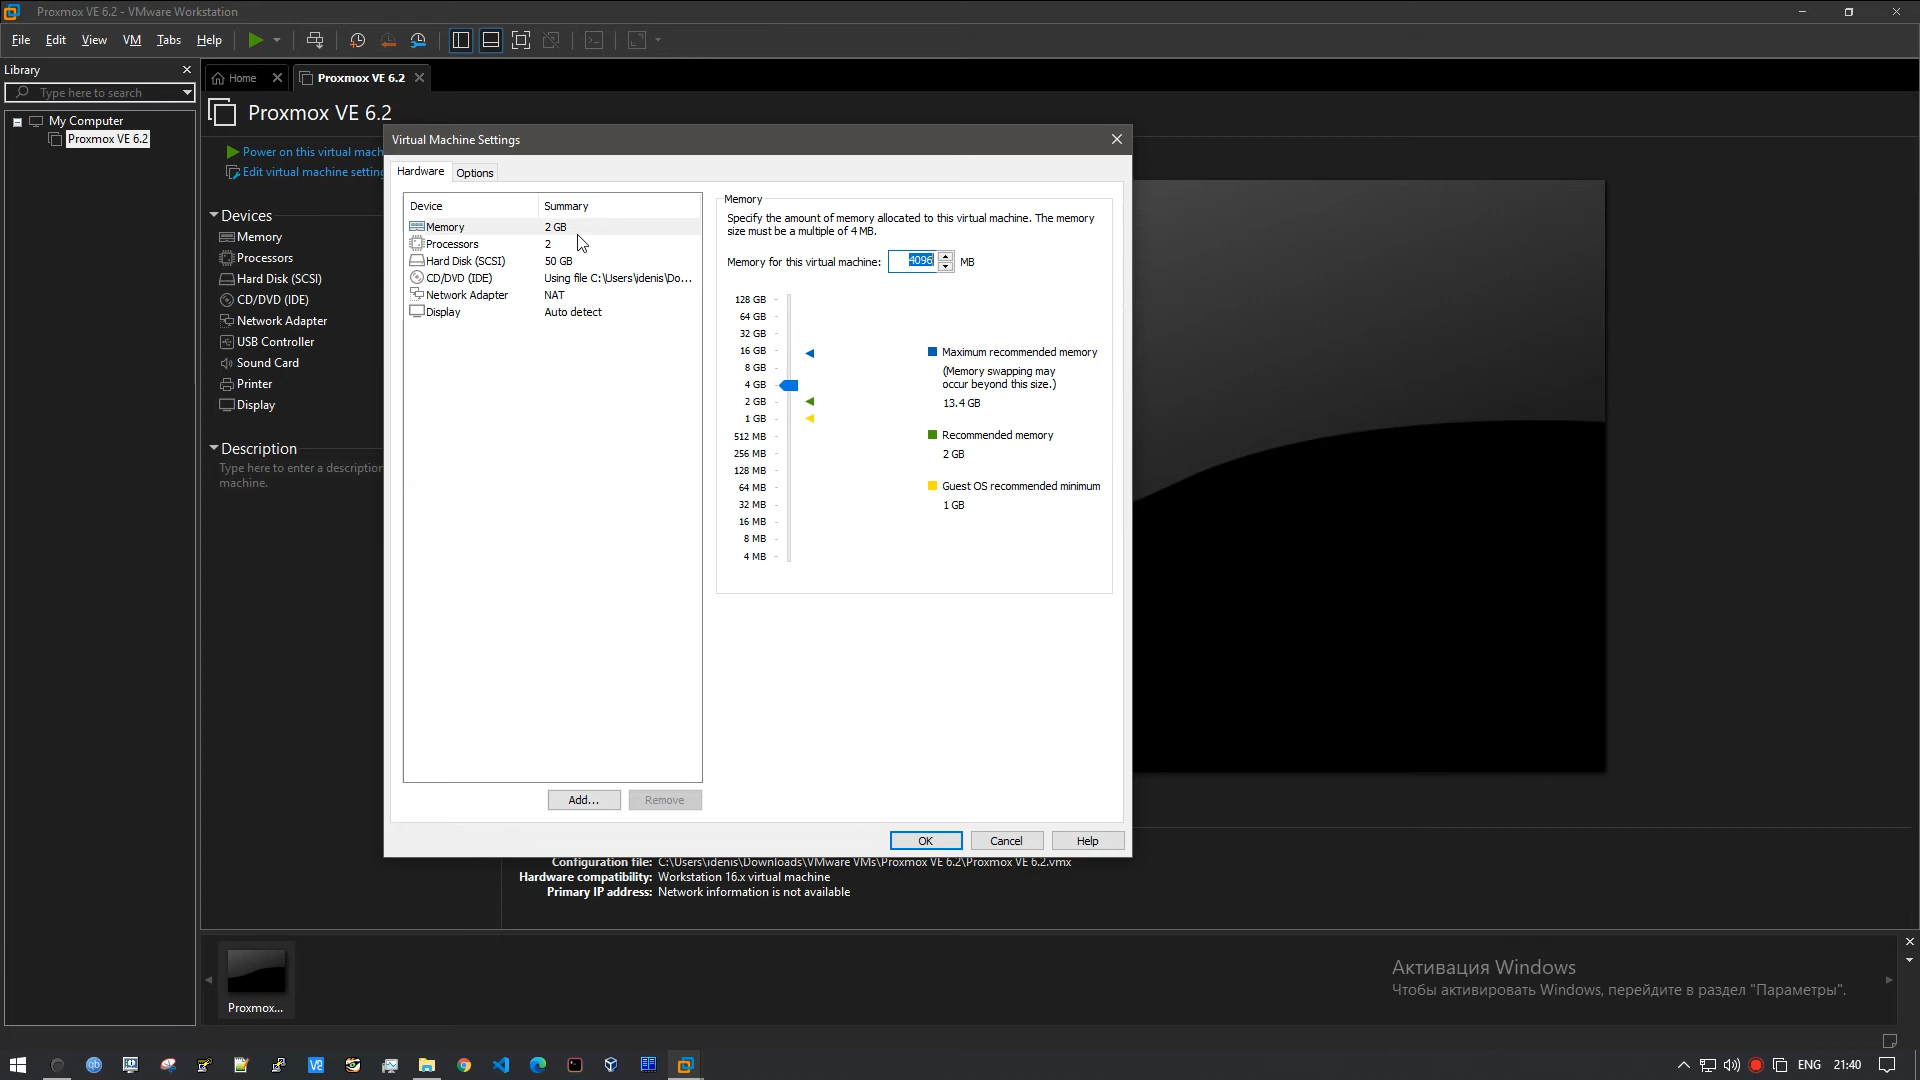 Proxmox VE 6.2 - VMware Workstation
File Edit View VM Tabs Help
Library
Home
Proxmox VE 6.2
Type here to search
My Computer
Proxmox VE 6.2
Proxmox VE 6.2
Power on this virtual mach
Edit virtual machine setting
Devices
Memory
Processors
Hard Disk (SCSI)
CD/DVD (IDE)
Network Adapter
USB Controller
Sound Card
Printer
Display
Description
Type here to enter a description
machine.
Virtual Machine Settings
Hardware
Options
Device Summary
Memory 2 GB
Processors 2
Hard Disk (SCSI) 50 GB
CD/DVD (IDE) Using file C:\Users\idenis\Do...
Network Adapter NAT
Display Auto detect
Add...
Remove
Memory
Specify the amount of memory allocated to this virtual machine. The memory
size must be a multiple of 4 MB.
Memory for this virtual machine: 4096 MB
128 GB
64 GB
32 GB
16 GB
8 GB
4 GB
2 GB
1 GB
512 MB
256 MB
128 MB
64 MB
32 MB
16 MB
8 MB
4 MB
Maximum recommended memory
(Memory swapping may
occur beyond this size.)
13.4 GB
Recommended memory
2 GB
Guest OS recommended minimum
1 GB
OK
Cancel
Help
Configuration file: C:\Users\idenis\Downloads\VMware VMs\Proxmox VE 6.2\Proxmox VE 6.2.vmx
Hardware compatibility: Workstation 16.x virtual machine
Primary IP address: Network information is not available
Proxmox...
Активация Windows
Чтобы активировать Windows, перейдите в раздел "Параметры".
ENG 21:40